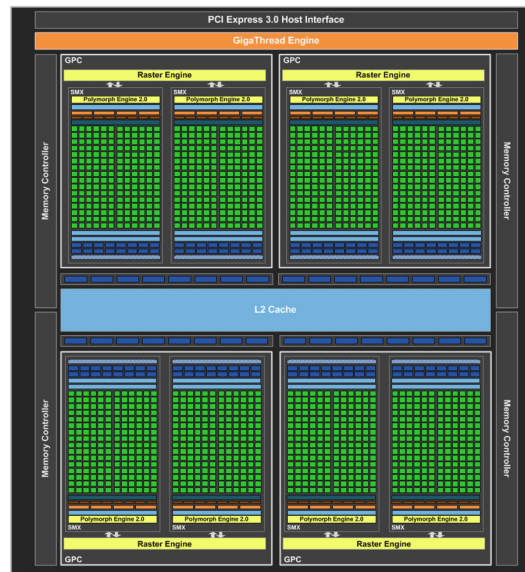 PCI Express 3.0 Host Interface
GigaThread Engine
GPC
GPC
Raster Engine
Raster Engine
SMX
SMX
SMX
SMX
Polymorph Engine 2.0
Polymorph Engine 2.0
Polymorph Engine 2.0
Polymorph Engine 2.0
Memory Controller
Memory Controller
L2 Cache
Memory Controller
Memory Controller
Polymorph Engine 2.0
Polymorph Engine 2.0
Polymorph Engine 2.0
Polymorph Engine 2.0
SMX
SMX
SMX
SMX
Raster Engine
Raster Engine
GPC
GPC